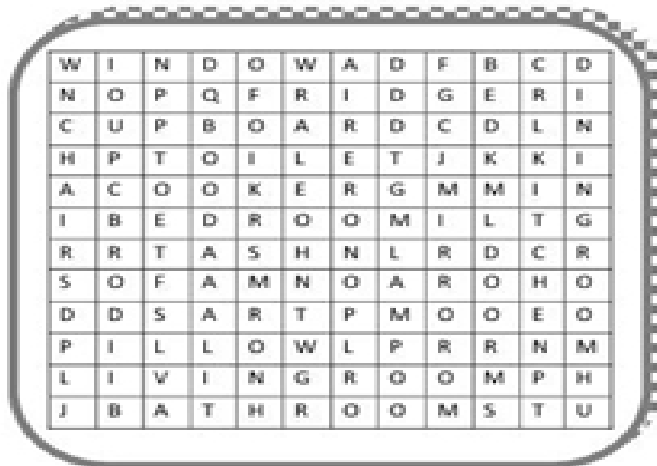 W I N D O W A D F B C D
N O P Q F R I D G E R I
C U P B O A R D C D L N
H P T O I L E T J K K I
A C O O K E R G M M I N
I B E D R O O M I L T G
R R T A S H N L R D C R
S O F A M N O A R O H O
D D S A R T P M O O E O
P I L L O W L P R R N M
L I V I N G R O O M P H
J B A T H R O O M S T U